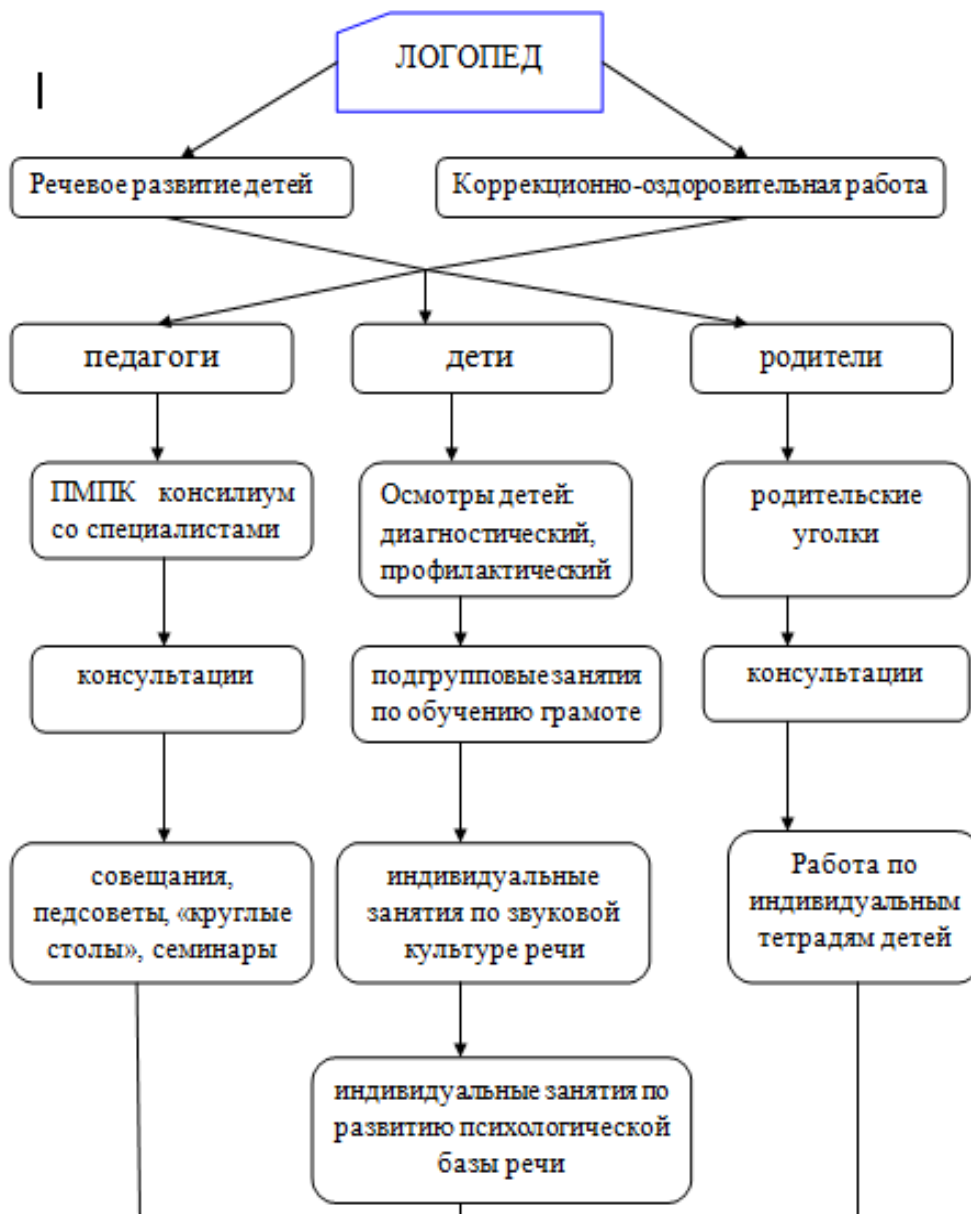 ЛОГОПЕД
Речевое развитие детей
Коррекционно-оздоровительная работа
педагоги
дети
родители
ПМПК консилиум
со специалистами
Осмотры детей:
диагностический,
профилактический
родительские
уголки
консультации
подгрупповые занятия
по обучению грамоте
консультации
совещания,
педсоветы, «круглые
столы», семинары
индивидуальные
занятия по звуковой
культуре речи
Работа по
индивидуальным
тетрадям детей
индивидуальные занятия по
развитию психологической
базы речи